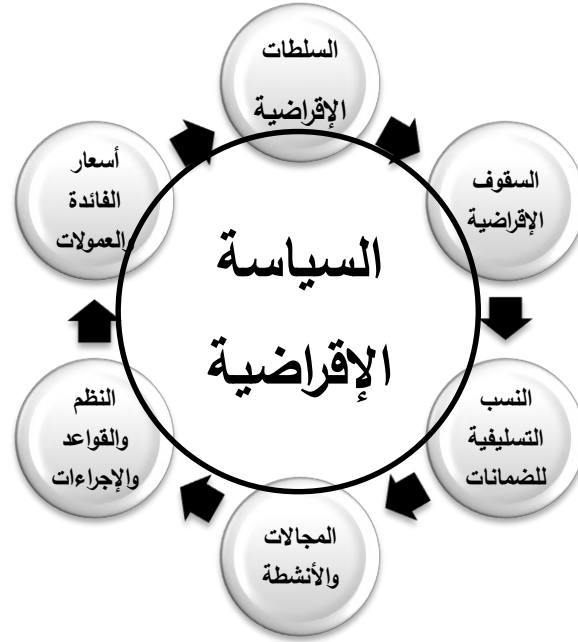 السلطات
الإقراضية
السقوف
الإقراضية
النسب
التسليفية
للضمانات
المجالات
والأنشطة
النظم
والقواعد
والإجراءات
أسعار
الفائدة
والعمولات
السياسة
الإقراضية